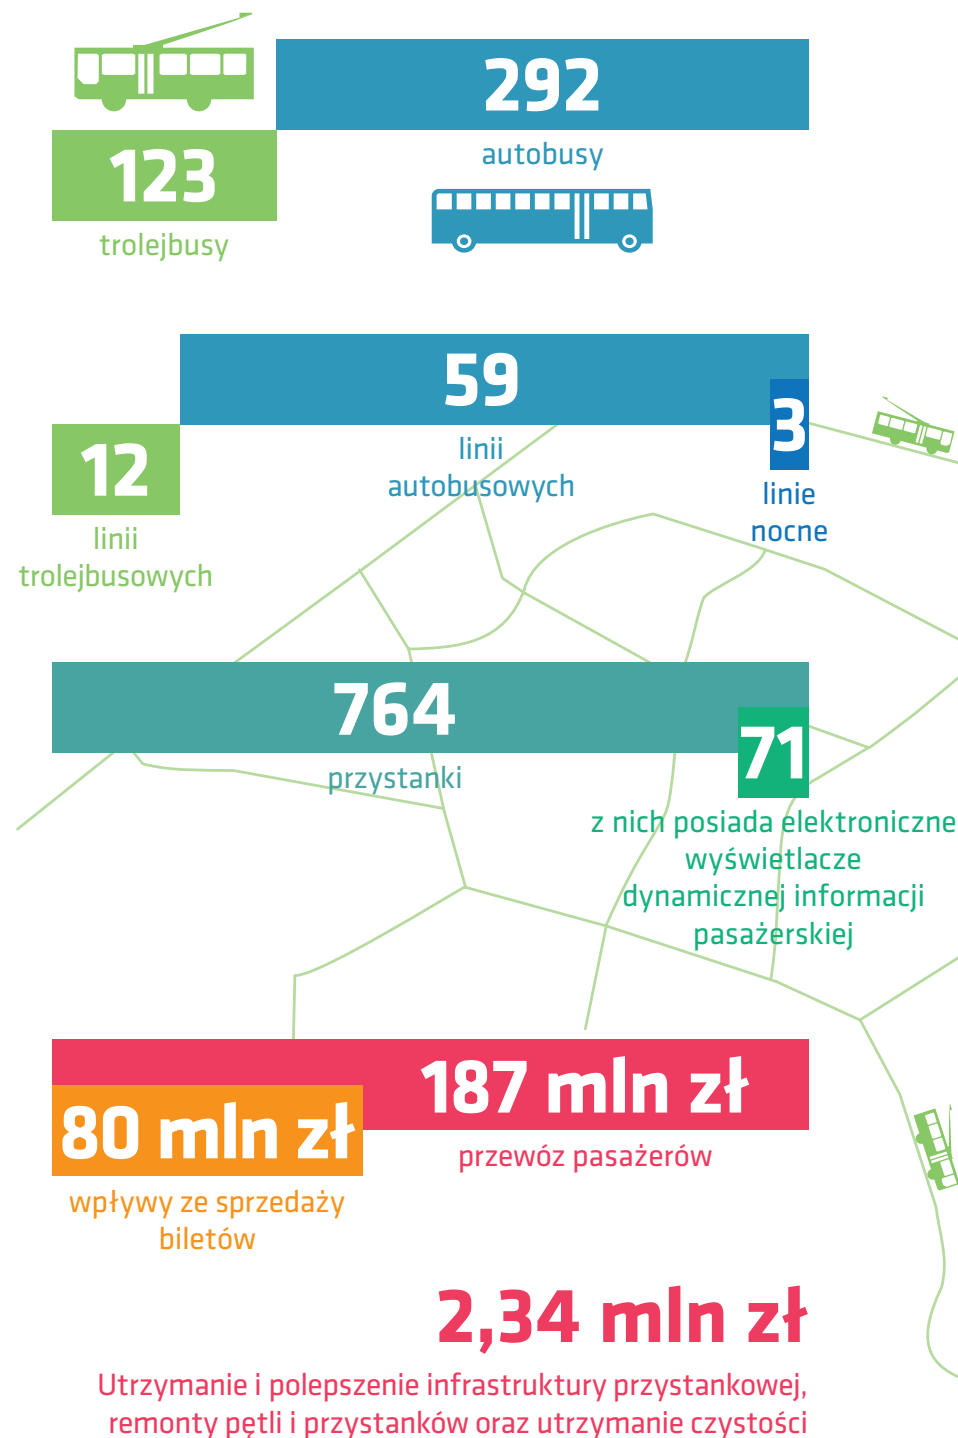 292
autobusy
123
trolejbusy
59
linii
autobusowych
3
linie
nocne
12
linii
trolejbusowych
764
przystanki
71
z nich posiada elektroniczne
wyświetlacze
dynamicznej informacji
pasażerskiej
187 mln zł
przewóz pasażerów
80 mln zł
wpływy ze sprzedaży
biletów
2,34 mln zł
Utrzymanie i polepszenie infrastruktury przystankowej,
remonty pętli i przystanków oraz utrzymanie czystości